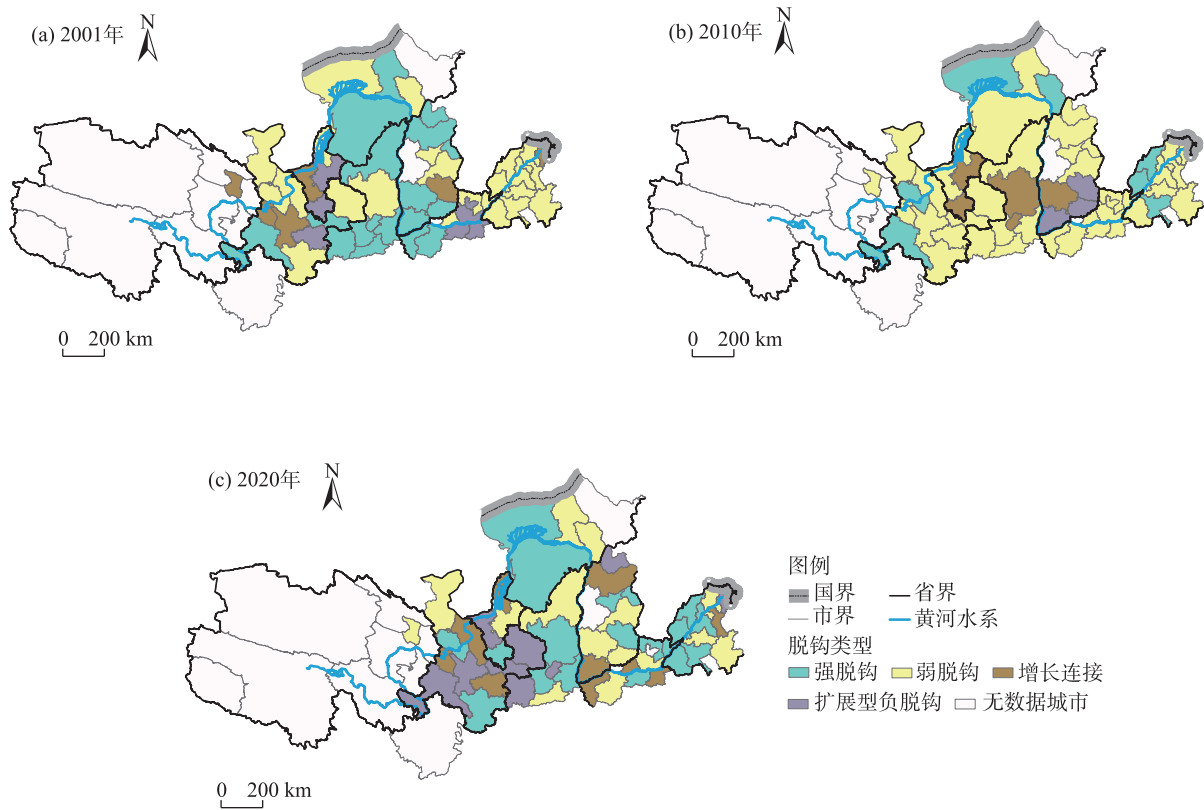 (a) 2001年
N
0 200 km
(b) 2010年
N
0 200 km
(c) 2020年
N
0 200 km
图例
国界 省界
市界 黄河水系
脱钩类型
强脱钩 弱脱钩 增长连接
扩展型负脱钩 无数据城市